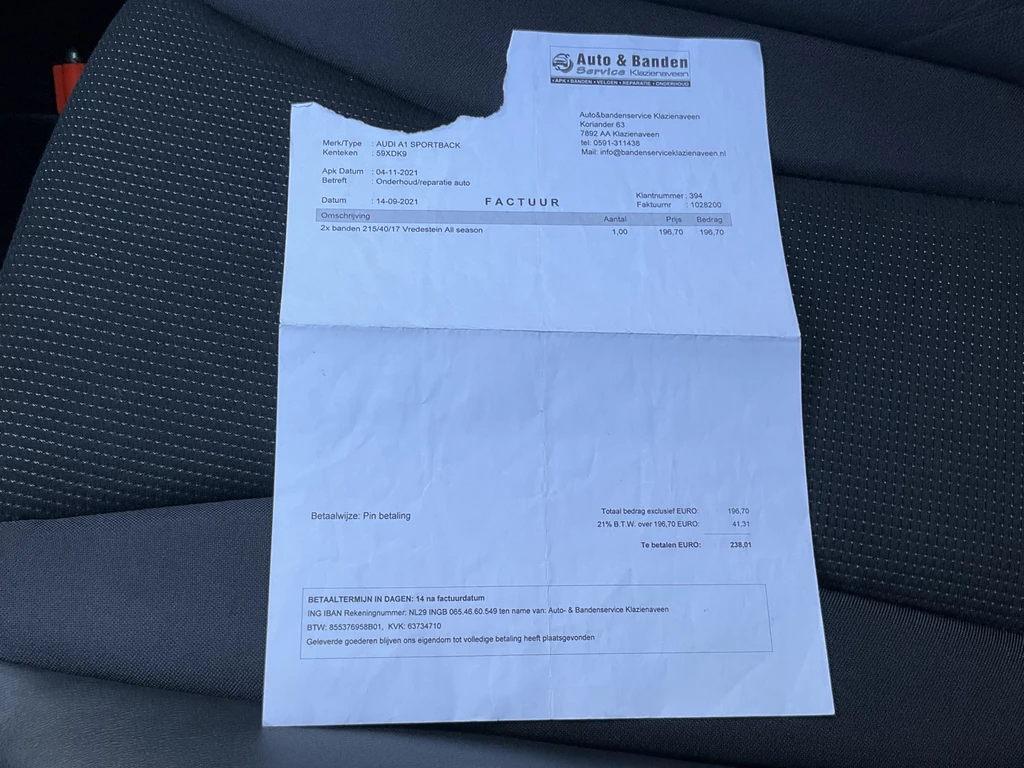 Auto & Banden
Service Klazienaveen
• APK • BANDEN • VELGEN • REPARATIE • ONDERHOUD
Auto&bandenservice Klazienaveen
Koriander 63
7892 AA Klazienaveen
tel: 0591-311438
Mail: info@bandenserviceklazienaveen.nl
Merk/Type : AUDI A1 SPORTBACK
Kenteken : 59XDK9
Apk Datum : 04-11-2021
Betreft : Onderhoud/reparatie auto
Datum : 14-09-2021
FACTUUR
Klantnummer : 394
Faktuurnr : 1028200
Omschrijving Aantal Prijs Bedrag
2x banden 215/40/17 Vredestein All season 1,00 196,70 196,70
Betaalwijze: Pin betaling
Totaal bedrag exclusief EURO: 196,70
21% B.T.W. over 196,70 EURO: 41,31
Te betalen EURO: 238,01
BETAALTERMIJN IN DAGEN: 14 na factuurdatum
ING IBAN Rekeningnummer: NL29 INGB 065.46.60.549 ten name van: Auto- & Bandenservice Klazienaveen
BTW: 855376958B01, KVK: 63734710
Geleverde goederen blijven ons eigendom tot volledige betaling heeft plaatsgevonden